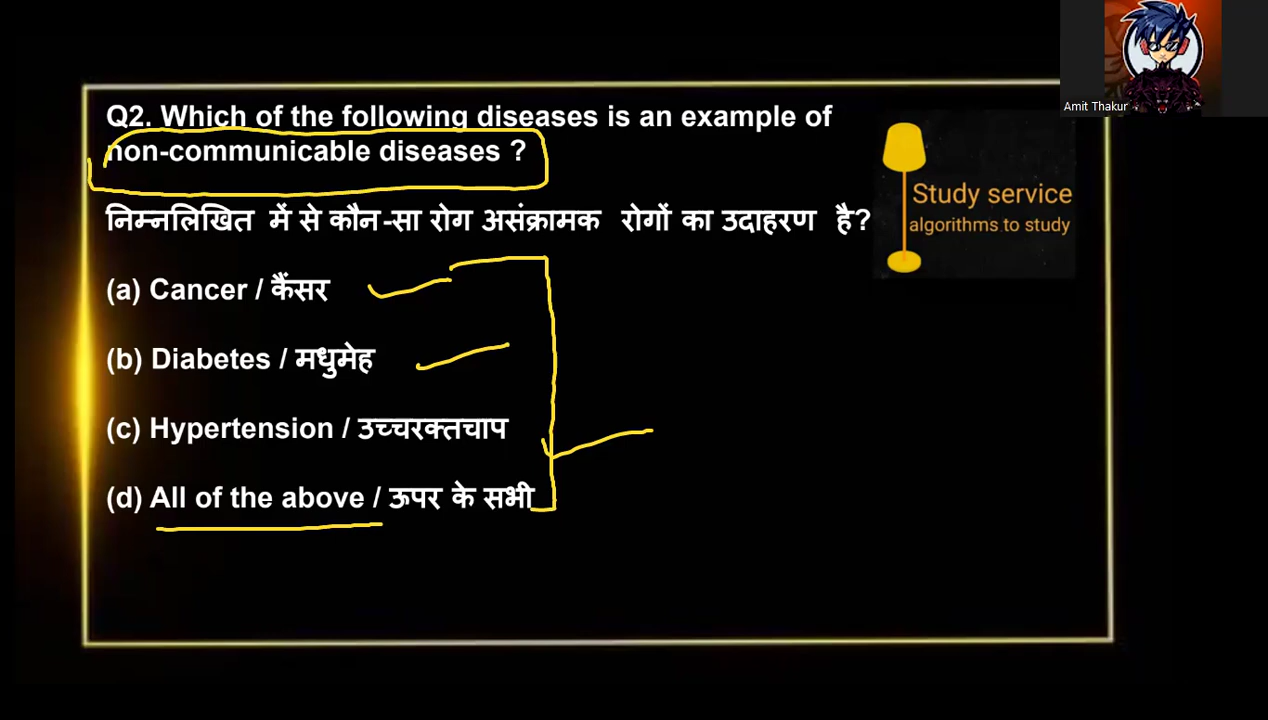 Amit Thakur
Q2. Which of the following diseases is an example of
non-communicable diseases ?
Study service
algorithms to study
निम्नलिखित में से कौन-सा रोग असंक्रामक रोगों का उदाहरण है?
(a) Cancer / कैंसर
(b) Diabetes / मधुमेह
(c) Hypertension / उच्चरक्तचाप
(d) All of the above / ऊपर के सभी